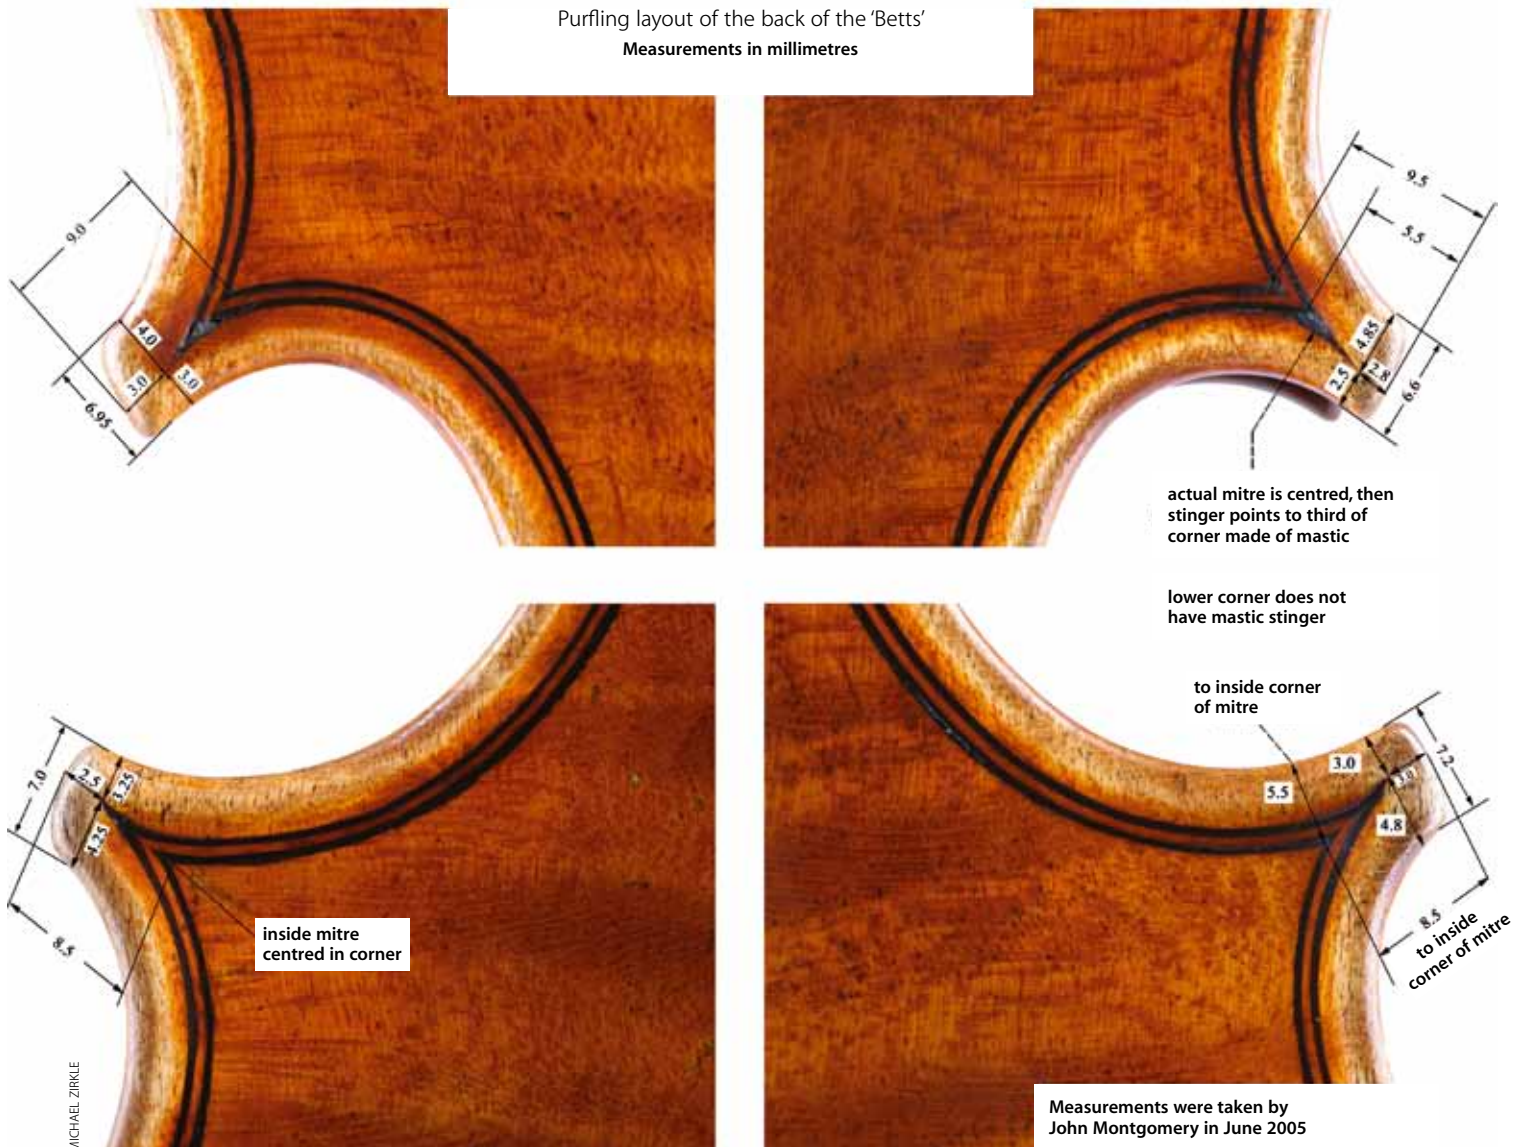 Purfling layout of the back of the ‘Betts’
Measurements in millimetres
9.0
4.0
3.0
3.0
6.95
9.5
5.5
4.85
2.8
2.5
6.6
actual mitre is centred, then
stinger points to third of
corner made of mastic
lower corner does not
have mastic stinger
to inside corner
of mitre
7.0
2.5
3.25
4.25
8.5
inside mitre
centred in corner
3.0
5.5
3.0
7.2
4.8
8.5
to inside
corner of mitre
MICHAEL ZIRKLE
Measurements were taken by
John Montgomery in June 2005